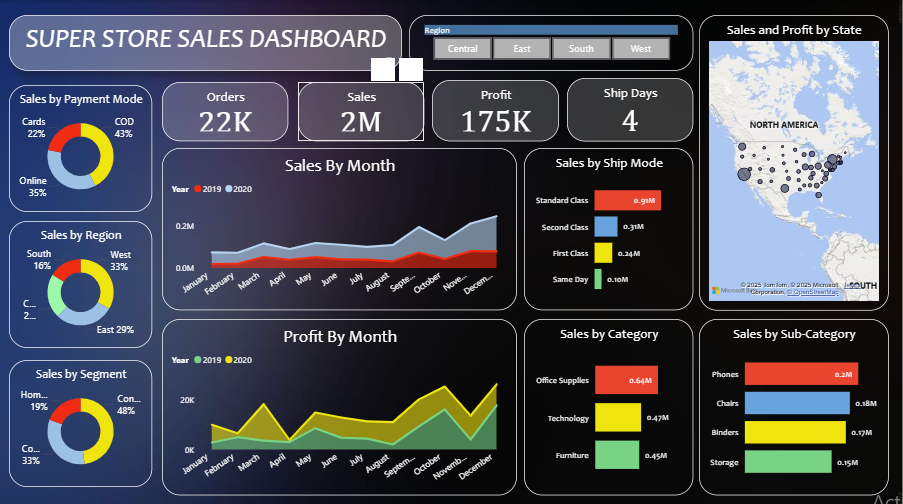 SUPER STORE SALES DASHBOARD
Region
Central East South West
Orders
22K
Sales
2M
Profit
175K
Ship Days
4
Sales and Profit by State
NORTH AMERICA
© 2025 TomTom, © 2025 Microsoft
Corporation, © OpenStreetMap
SOUTH
Sales by Payment Mode
Cards
22%
COD
43%
Online
35%
Sales by Region
South
16%
West
33%
C...
2...
East 29%
Sales by Segment
Hom...
19%
Con...
48%
Co...
33%
Sales By Month
Year 2019 2020
0.2M
0.0M
January February March April May June July August Septe... October Nove... Decem...
Profit By Month
Year 2019 2020
20K
0K
January February March April May June July August Septem... October Novemb... December
Sales by Ship Mode
Standard Class 0.91M
Second Class 0.31M
First Class 0.24M
Same Day 0.10M
Sales by Category
Office Supplies 0.64M
Technology 0.47M
Furniture 0.45M
Sales by Sub-Category
Phones 0.2M
Chairs 0.18M
Binders 0.17M
Storage 0.15M